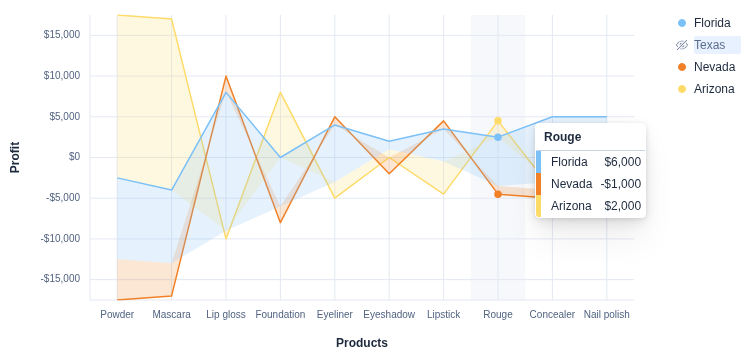 Profit
$15,000
$10,000
$5,000
$0
-$5,000
-$10,000
-$15,000
Powder Mascara Lip gloss Foundation Eyeliner Eyeshadow Lipstick Rouge Concealer Nail polish
Products
Rouge
Florida $6,000
Nevada -$1,000
Arizona $2,000
Florida
Texas
Nevada
Arizona